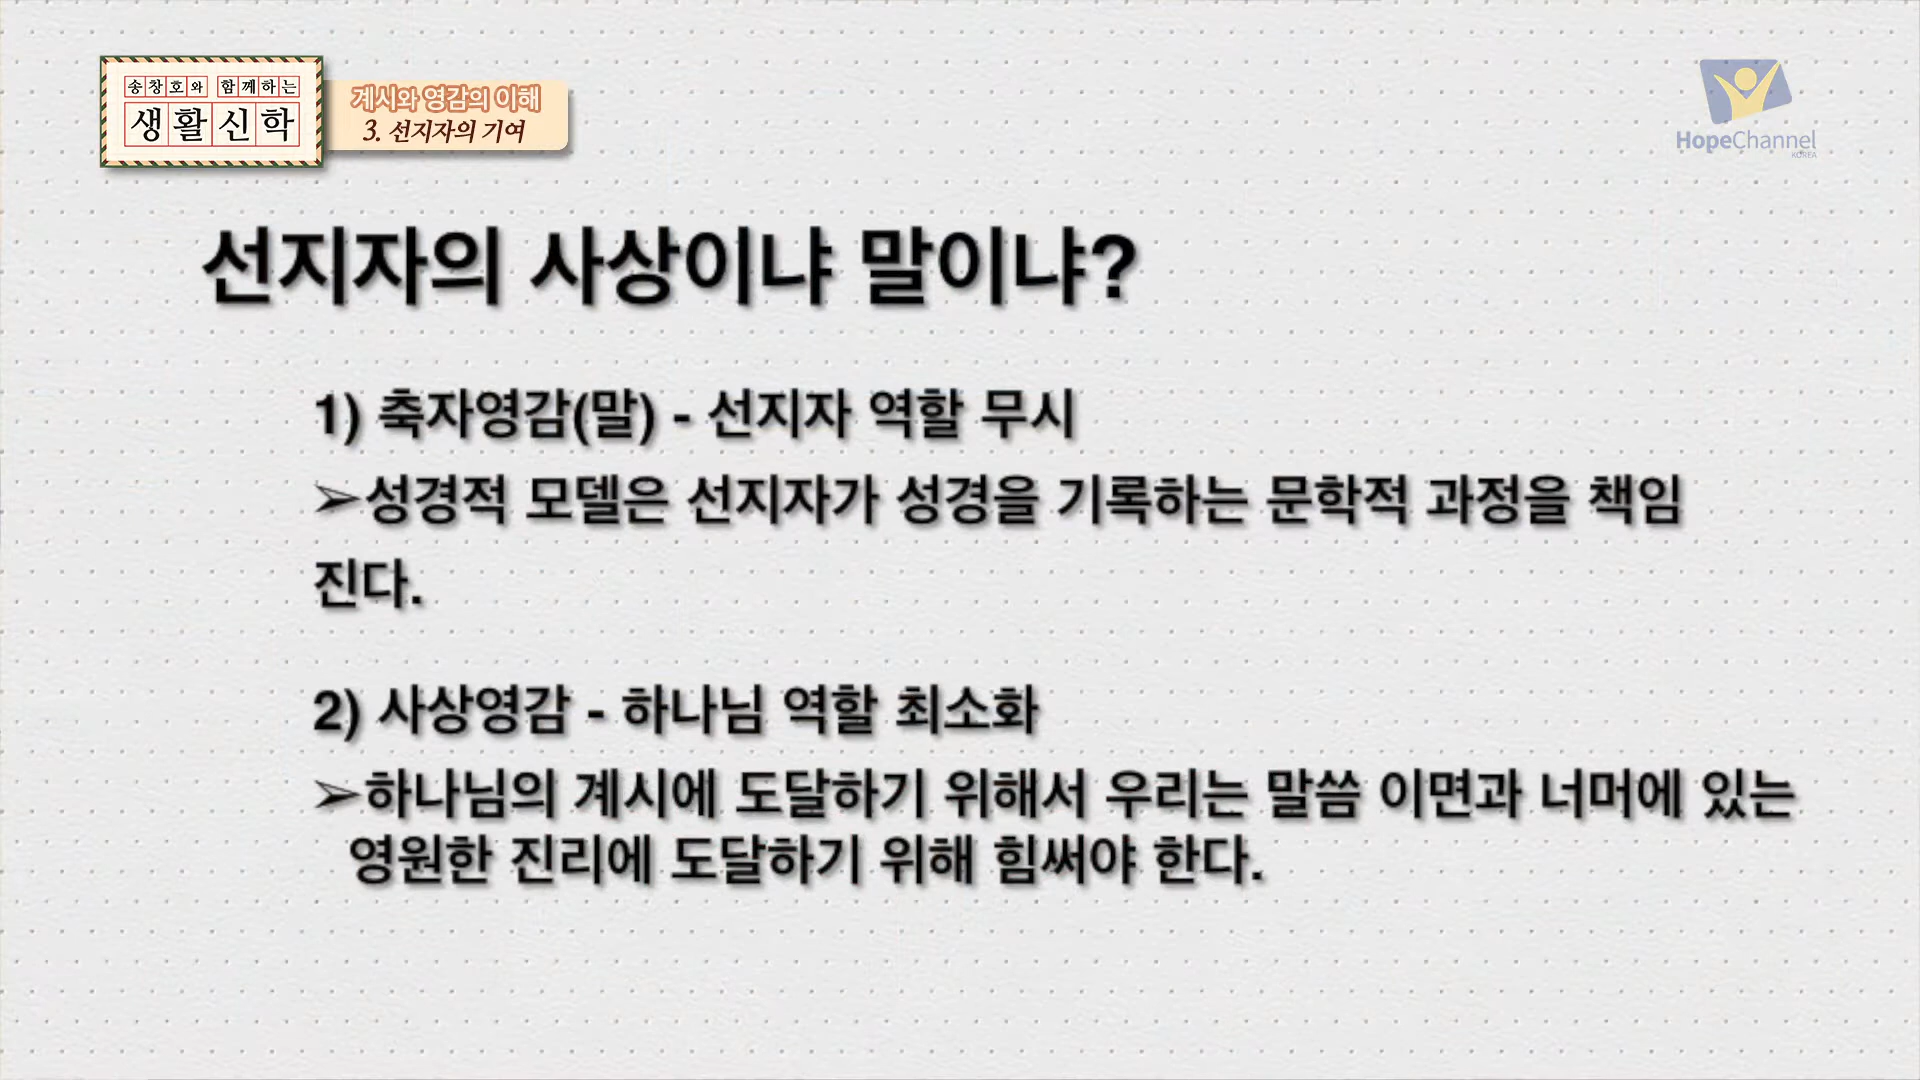 송창호와 함께하는
생활신학
계시와 영감의 이해
3. 선지자의 기여
HopeChannel
KOREA
선지자의 사상이냐 말이냐?
1) 축자영감(말) - 선지자 역할 무시
➢성경적 모델은 선지자가 성경을 기록하는 문학적 과정을 책임
진다.
2) 사상영감 - 하나님 역할 최소화
➢하나님의 계시에 도달하기 위해서 우리는 말씀 이면과 너머에 있는
영원한 진리에 도달하기 위해 힘써야 한다.